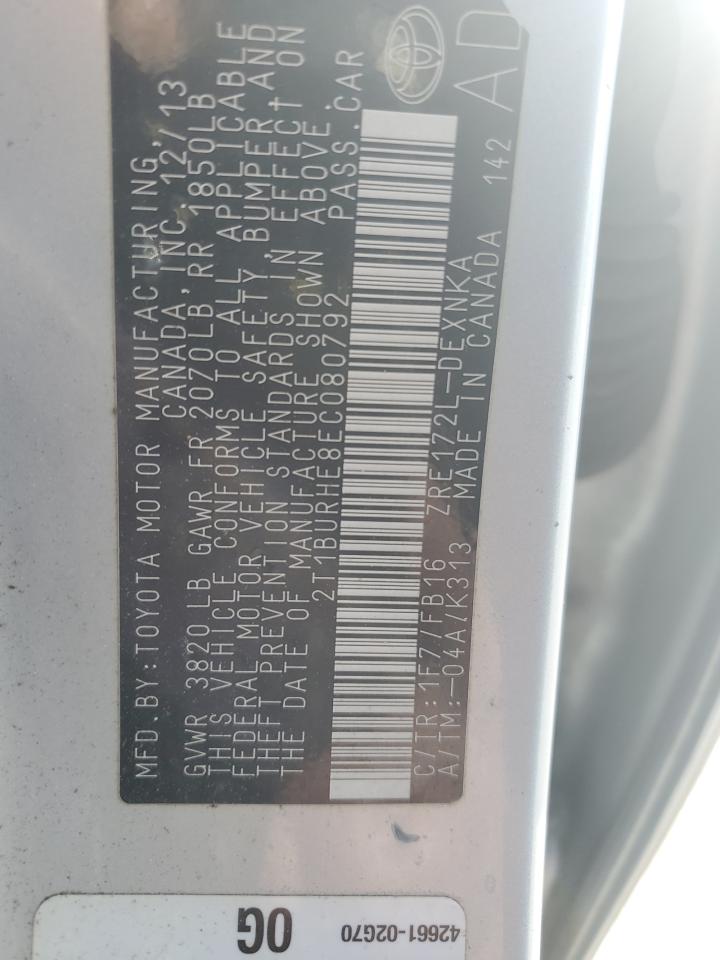 MFD.BY:TOYOTA MOTOR MANUFACTURING,
CANADA,INC.12/13
GVWR 3820LB GAWR FR 2070LB,RR 1850LB
THIS VEHICLE CONFORMS TO ALL APPLICABLE
FEDERAL MOTOR VEHICLE SAFETY,BUMPER,AND
THEFT PREVENTION STANDARDS IN EFFECT ON
THE DATE OF MANUFACTURE SHOWN ABOVE.
2T1BURHE8EC080792 PASS.CAR
C/TR:1F7/FB16 ZRE172L-DEXNKA
A/TM:-04A/K313 MADE IN CANADA 142
AD
0G
42661-02G70